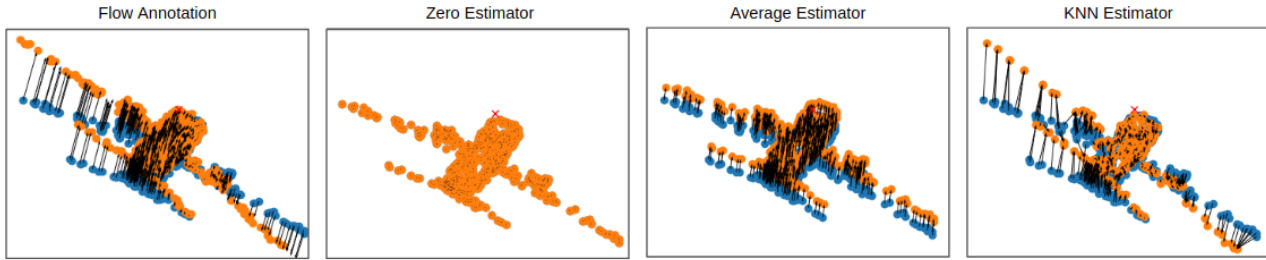 Flow Annotation
Zero Estimator
Average Estimator
KNN Estimator